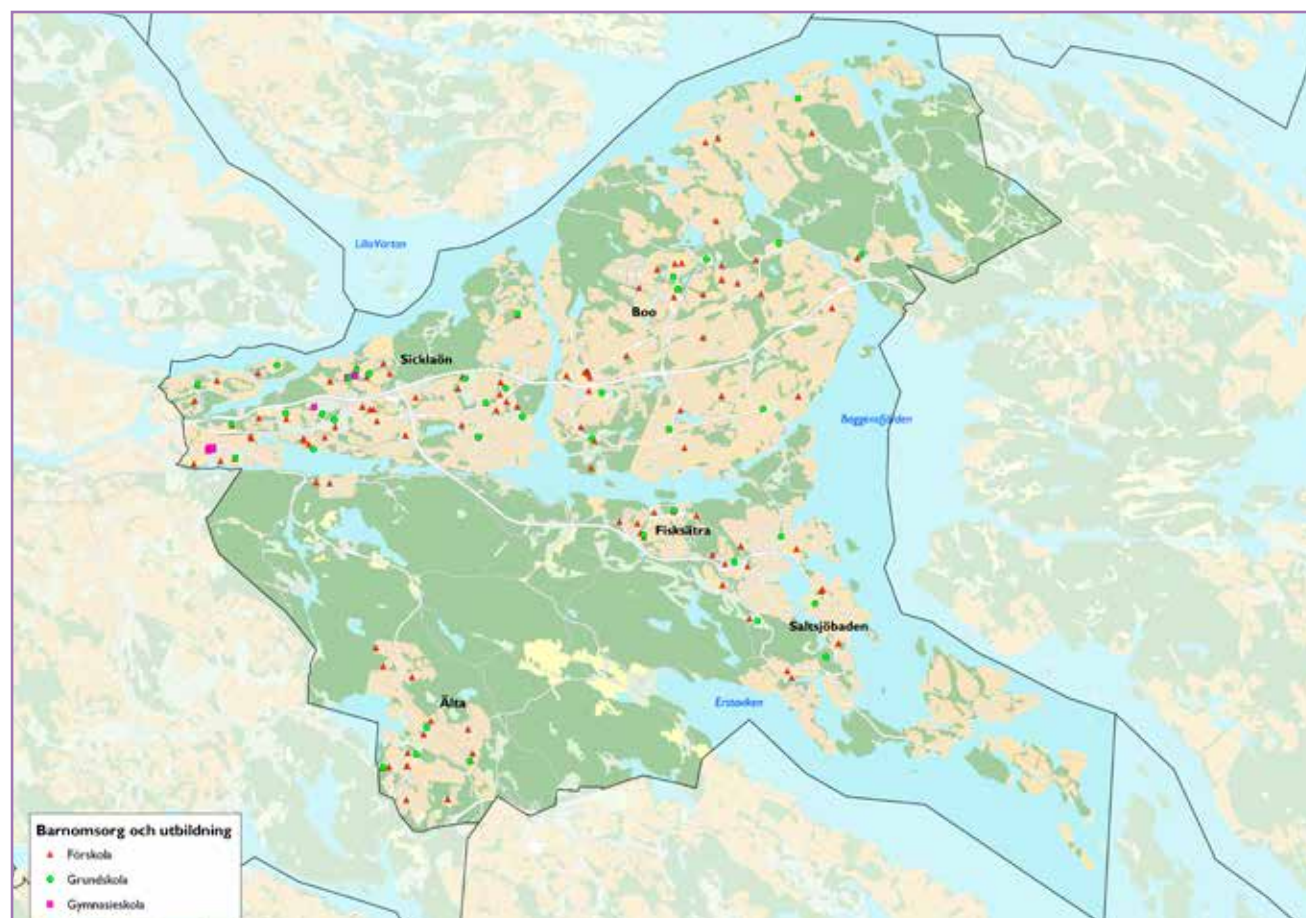 Lilla Värtan
Boo
Sicklaön
Baggensfjärden
Fisksätra
Saltsjöbaden
Älta
Erstaviken
Barnomsorg och utbildning
Förskola
Grundskola
Gymnasieskola